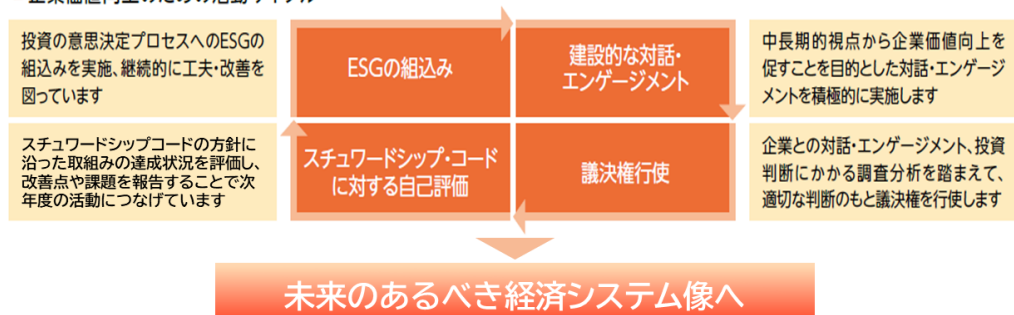 投資の意思決定プロセスへのESGの
組込みを実施、継続的に工夫・改善を
図っています
ESGの組込み
建設的な対話・
エンゲージメント
中長期的視点から企業価値向上を
促すことを目的とした対話・エンゲージ
メントを積極的に実施します
スチュワードシップコードの方針に
沿った取組みの達成状況を評価し、
改善点や課題を報告することで次
年度の活動につなげています
スチュワードシップ・コード
に対する自己評価
議決権行使
企業との対話・エンゲージメント、投資
判断にかかる調査分析を踏まえて、
適切な判断のもと議決権を行使します
未来のあるべき経済システム像へ